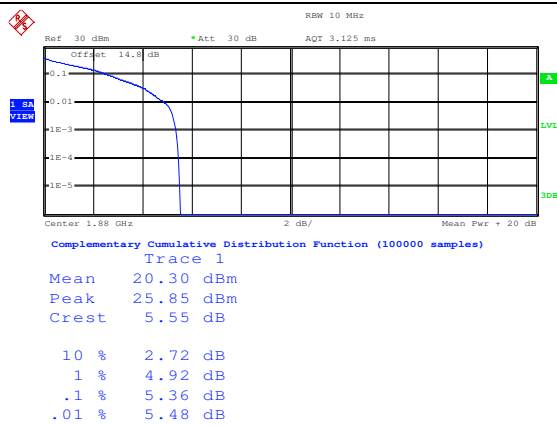 RBW 10 MHz
Ref 30 dBm *Att 30 dB AQT 3.125 ms
Offset 14.8 dB
0.1
A
0.01
1 SA
VIEW
1E-3
LVL
1E-4
1E-5
3DB
Center 1.88 GHz 2 dB/ Mean Pwr + 20 dB
Complementary Cumulative Distribution Function (100000 samples)
Trace 1
Mean 20.30 dBm
Peak 25.85 dBm
Crest 5.55 dB
10 % 2.72 dB
1 % 4.92 dB
.1 % 5.36 dB
.01 % 5.48 dB